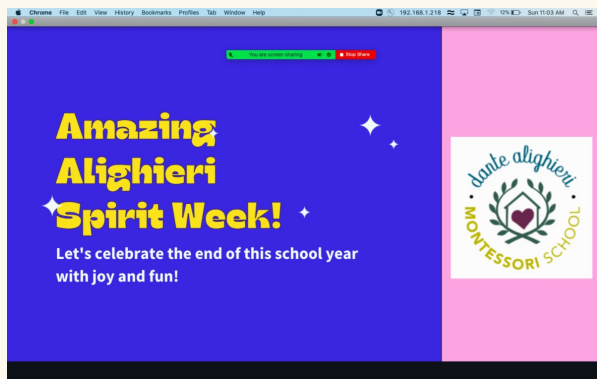 Chrome File Edit View History Bookmarks Profiles Tab Window Help 192.168.1.218 12% Sun 11:03 AM
You are screen sharing Stop Share
Amazing
Alighieri
Spirit Week!
Let's celebrate the end of this school year
with joy and fun!
dante alighieri
MONTESSORI SCHOOL